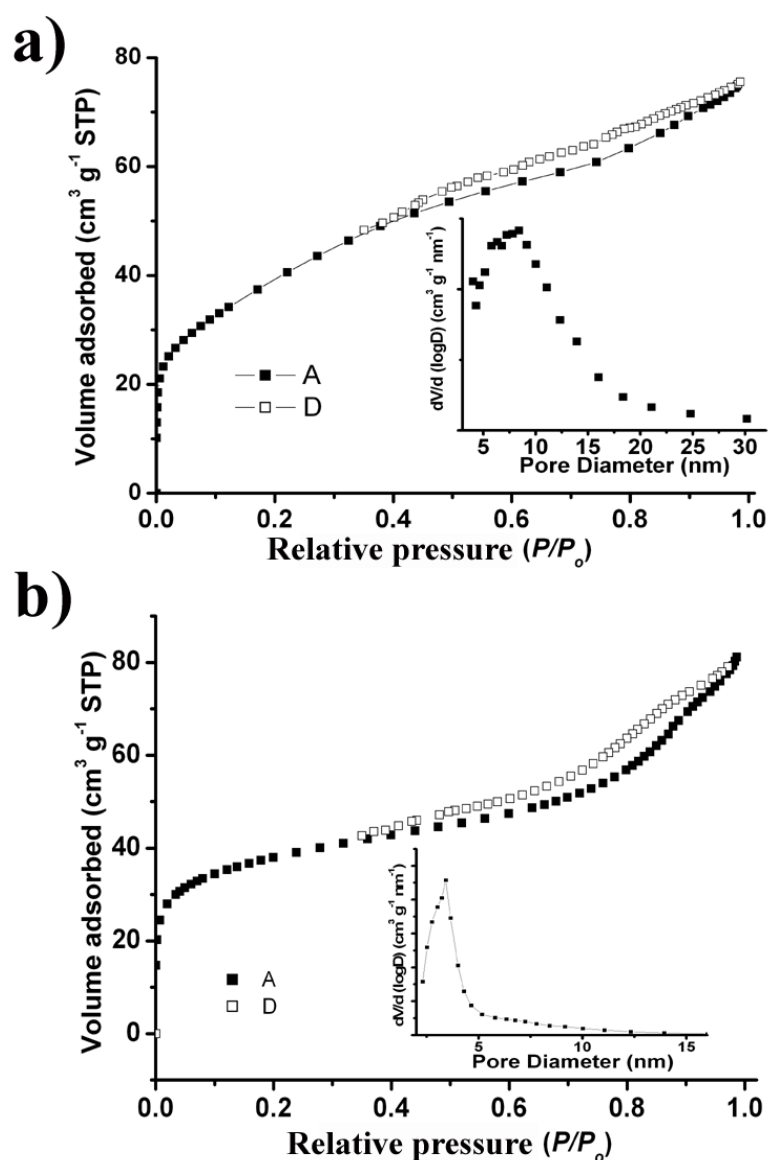 a)
80
60
40
20
0
Volume adsorbed (cm³ g⁻¹ STP)
A
D
dV/d (logD) (cm³ g⁻¹ nm⁻¹)
5 10 15 20 25 30
Pore Diameter (nm)
0.0 0.2 0.4 0.6 0.8 1.0
Relative pressure (P/Pₒ)
b)
80
60
40
20
0
Volume adsorbed (cm³ g⁻¹ STP)
A
D
dV/d (logD) (cm³ g⁻¹ nm⁻¹)
5 10 15
Pore Diameter (nm)
0.0 0.2 0.4 0.6 0.8 1.0
Relative pressure (P/Pₒ)